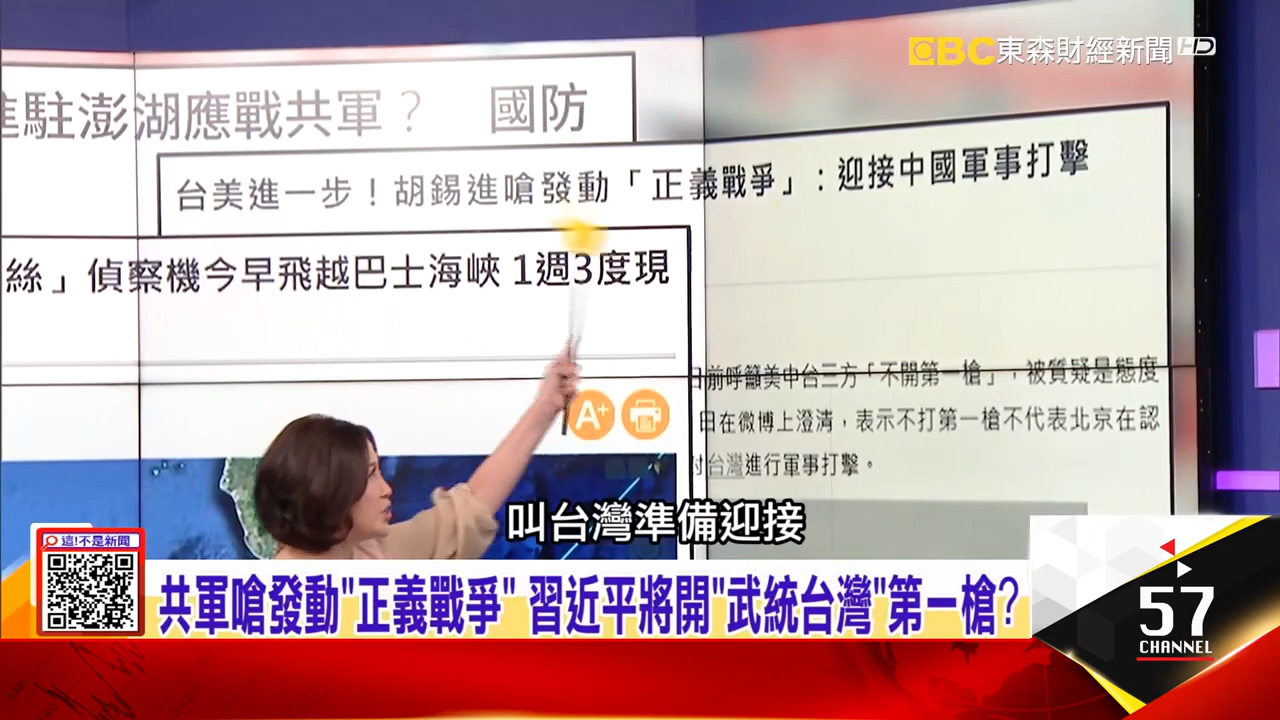 EBC東森財經新聞HD
進駐澎湖應戰共軍？ 國防
台美進一步！胡錫進嗆發動「正義戰爭」：迎接中國軍事打擊
絲」偵察機今早飛越巴士海峽 1週3度現
日前呼籲美中台三方「不開第一槍」，被質疑是態度
日在微博上澄清，表示不打第一槍不代表北京在認
對台灣進行軍事打擊。
A+
叫台灣準備迎接
這!不是新聞
共軍嗆發動"正義戰爭" 習近平將開"武統台灣"第一槍?
57
CHANNEL